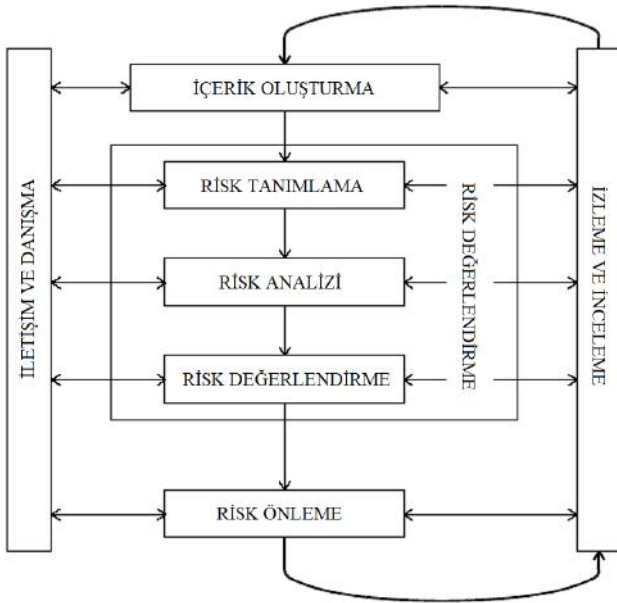 İÇERİK OLUŞTURMA
RİSK TANIMLAMA
RİSK ANALİZİ
RİSK DEĞERLENDİRME
RİSK ÖNLEME
İLETİŞİM VE DANIŞMA
RİSK DEĞERLENDİRME
İZLEME VE İNCELEME